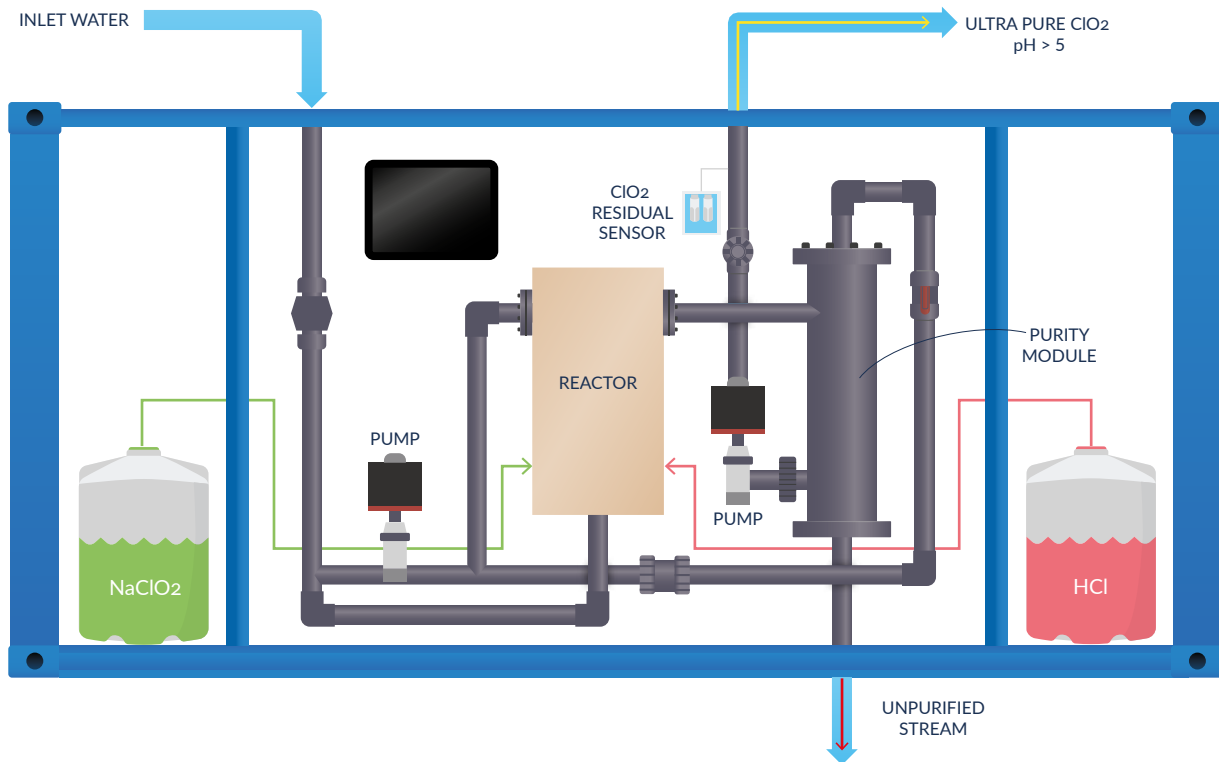 INLET WATER
ULTRA PURE ClO2
pH > 5
ClO2
RESIDUAL
SENSOR
PURITY
MODULE
REACTOR
PUMP
PUMP
NaClO2
HCl
UNPURIFIED
STREAM